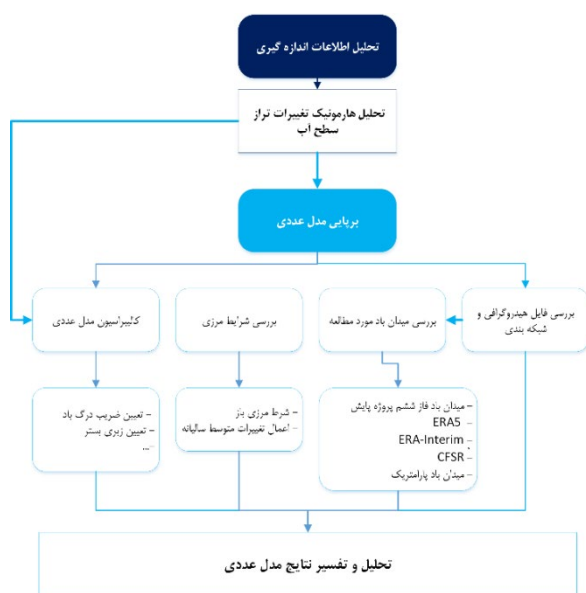 تحلیل اطلاعات اندازه گیری
تحلیل هارمونیک تغییرات تراز
سطح آب
برپایی مدل عددی
بررسی فایل هیدروگرافی و
شبکه بندی
بررسی میدان باد مورد مطالعه
بررسی شرایط مرزی
کالیبراسیون مدل عددی
– میدان باد فاز ششم پروژه پایش
– ERA5
– ERA-Interim
– CFSR
– میدان باد پارامتریک
– شرط مرزی باز
– اعمال تغییرات متوسط سالیانه
– تعیین ضریب درگ باد
– تعیین زبری بستر
– ...
تحلیل و تفسیر نتایج مدل عددی